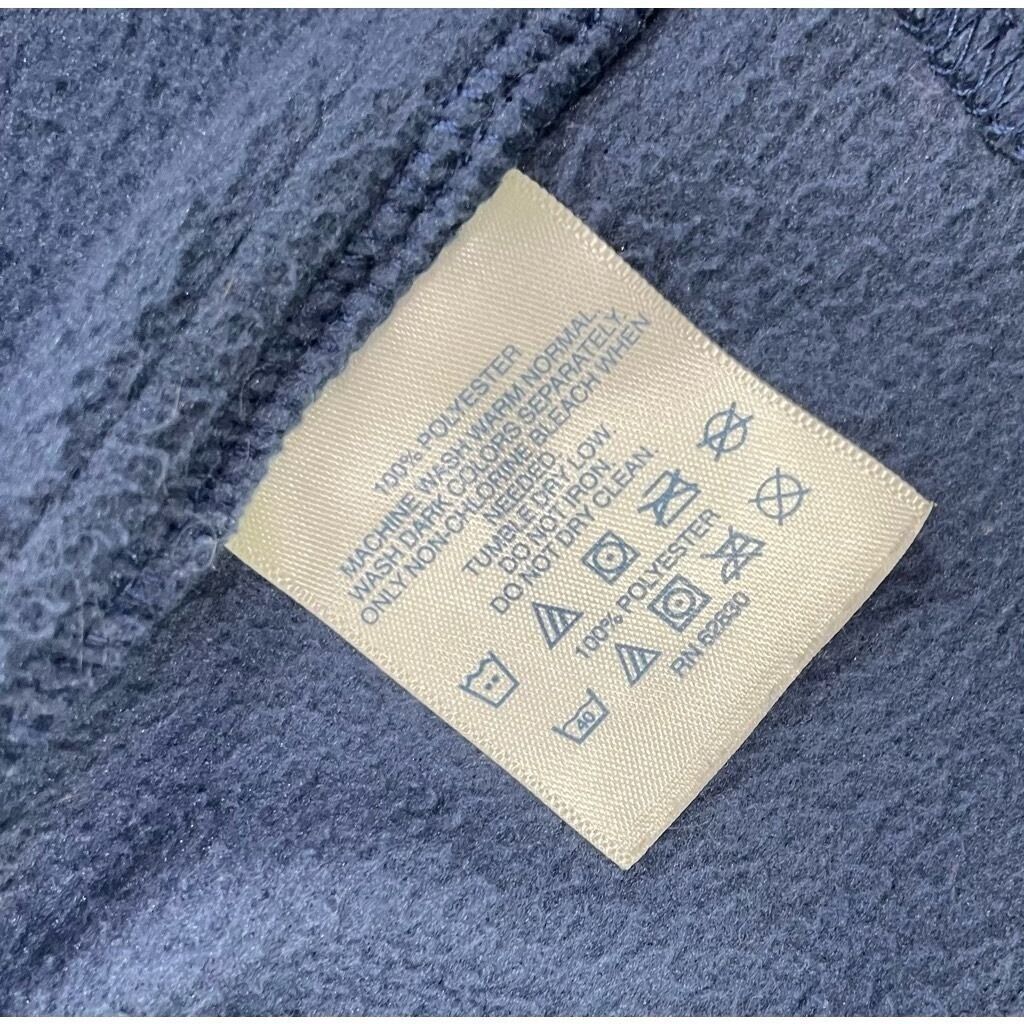 100% POLYESTER
MACHINE WASH WARM NORMAL
WASH DARK COLORS SEPARATELY
ONLY NON-CHLORINE BLEACH WHEN
NEEDED
TUMBLE DRY LOW
DO NOT IRON
DO NOT DRY CLEAN
100% POLYESTER
40
RN 62630